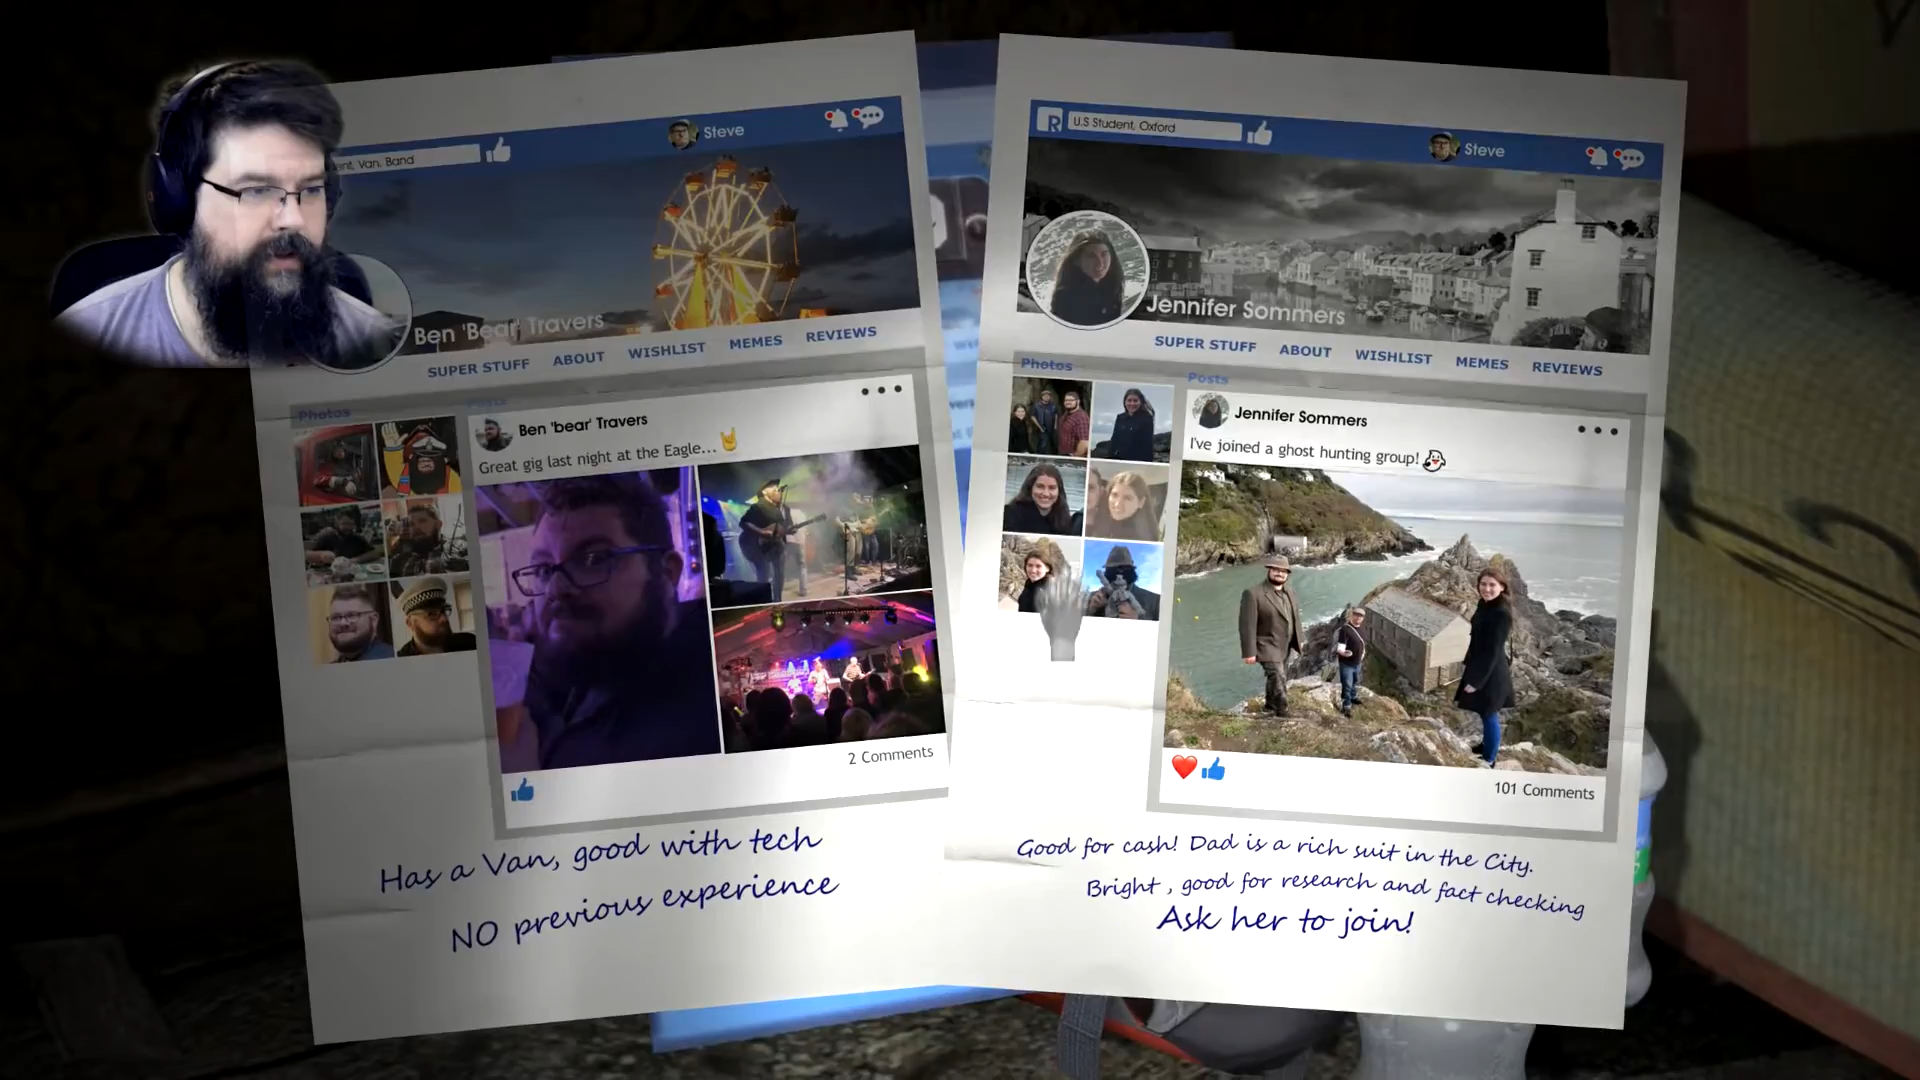 ent, Van, Band
Steve
Ben 'Bear' Travers
SUPER STUFF ABOUT WISHLIST MEMES REVIEWS
Photos
Posts
Ben 'bear' Travers
Great gig last night at the Eagle...
2 Comments
Has a Van, good with tech
NO previous experience
R
U.S Student, Oxford
Steve
Jennifer Sommers
SUPER STUFF ABOUT WISHLIST MEMES REVIEWS
Photos
Posts
Jennifer Sommers
I've joined a ghost hunting group!
101 Comments
Good for cash! Dad is a rich suit in the City.
Bright, good for research and fact checking
Ask her to join!